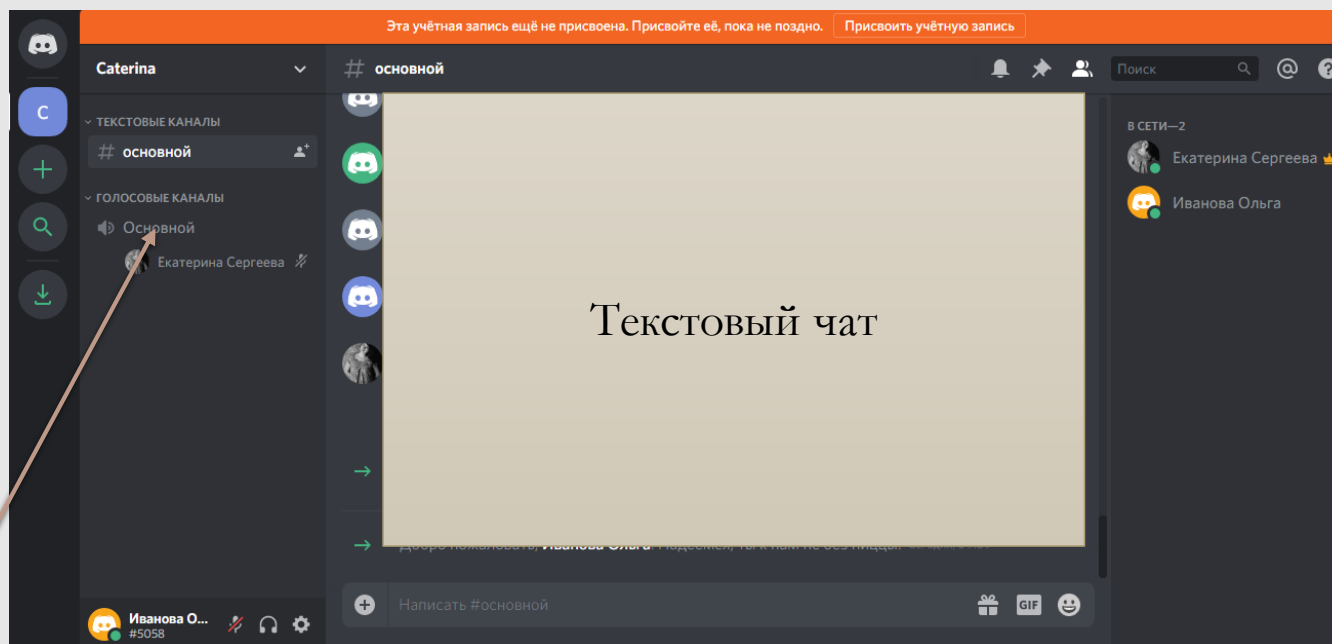 Эта учётная запись ещё не присвоена. Присвойте её, пока не поздно. Присвоить учётную запись
Caterina
основной
Поиск
C
ТЕКСТОВЫЕ КАНАЛЫ
основной
ГОЛОСОВЫЕ КАНАЛЫ
Основной
Екатерина Сергеева
Текстовый чат
В СЕТИ—2
Екатерина Сергеева
Иванова Ольга
Написать #основной
GIF
Иванова О...
#5058